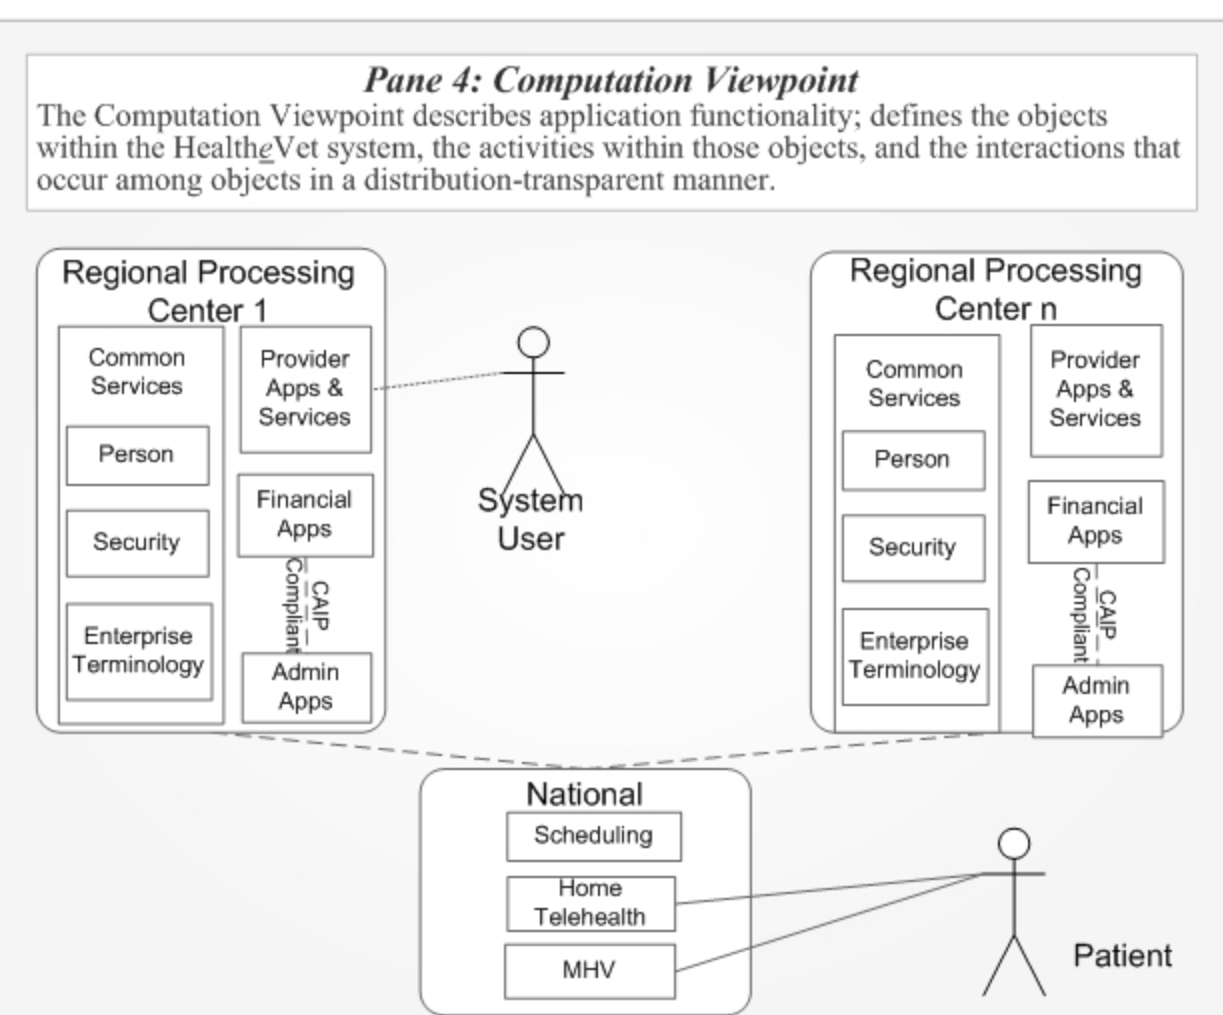 Pane 4: Computation Viewpoint
The Computation Viewpoint describes application functionality; defines the objects
within the HealtheVet system, the activities within those objects, and the interactions that
occur among objects in a distribution-transparent manner.
Regional Processing
Center 1
Common
Services
Person
Security
Enterprise
Terminology
Provider
Apps &
Services
Financial
Apps
CAIP
Compliant
Admin
Apps
System
User
Regional Processing
Center n
Common
Services
Person
Security
Enterprise
Terminology
Provider
Apps &
Services
Financial
Apps
CAIP
Compliant
Admin
Apps
National
Scheduling
Home
Telehealth
MHV
Patient